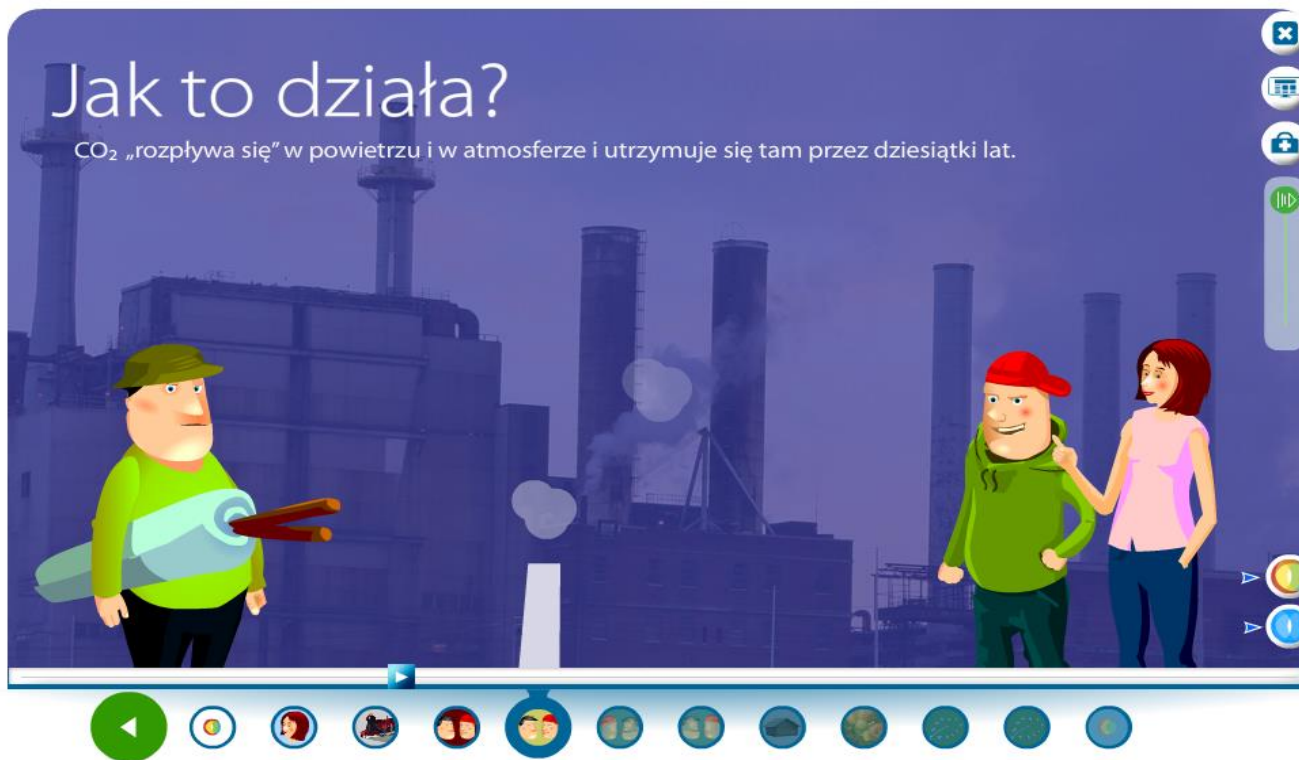 Jak to działa?
CO₂ „rozpływa się” w powietrzu i w atmosferze i utrzymuje się tam przez dziesiątki lat.